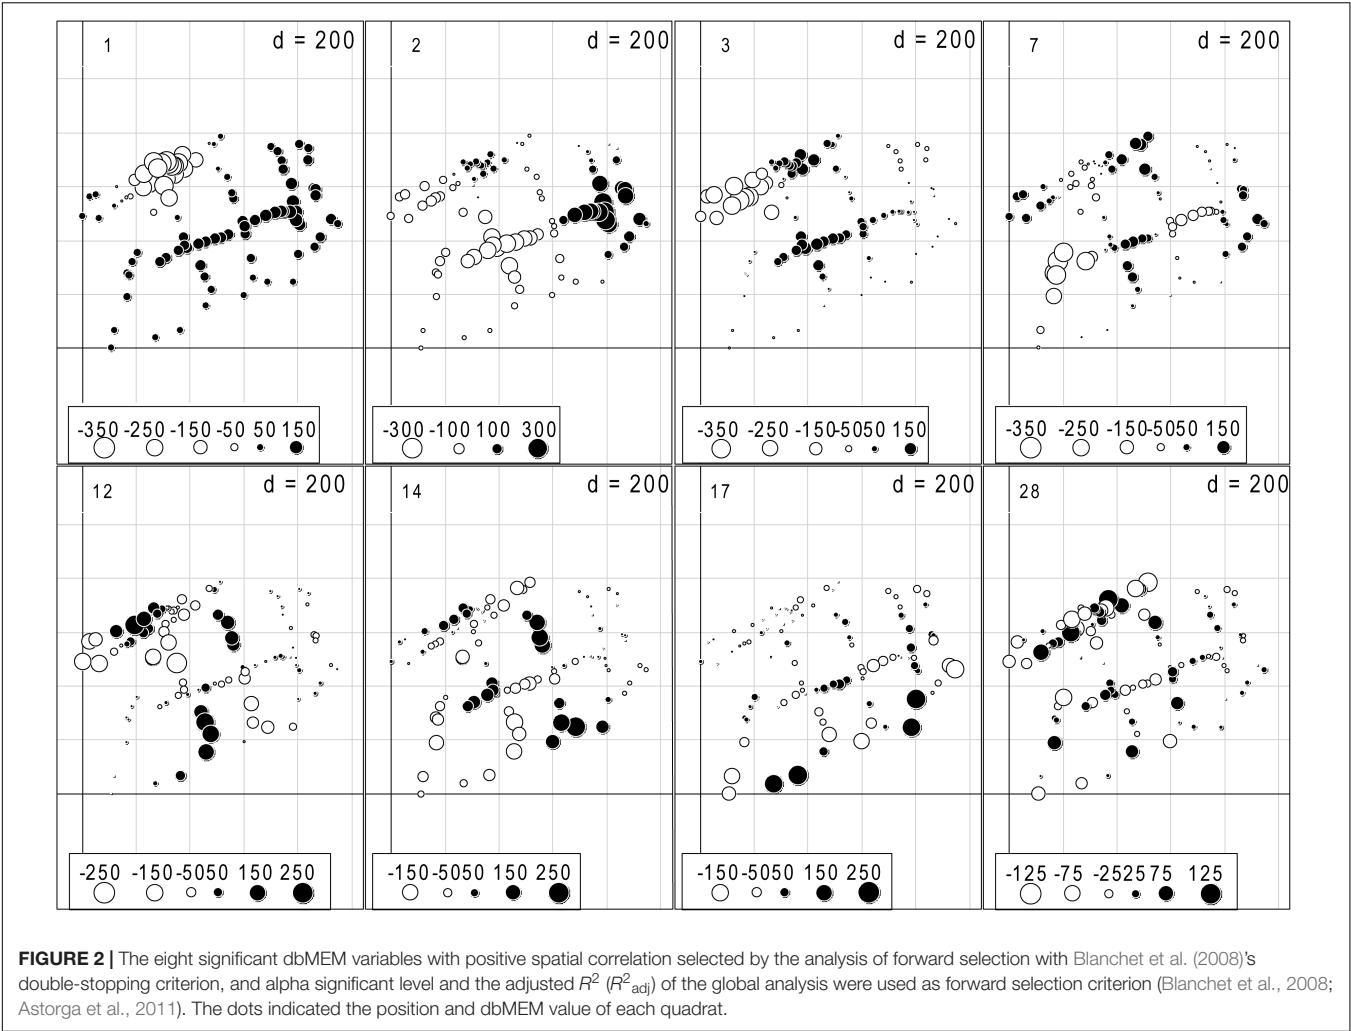 1 d = 200
2 d = 200
3 d = 200
7 d = 200
-350 -250 -150 -50 50 150
-300 -100 100 300
-350 -250 -150-5050 150
-350 -250 -150-5050 150
12 d = 200
14 d = 200
17 d = 200
28 d = 200
-250 -150-5050 150 250
-150-5050 150 250
-150-5050 150 250
-125 -75 -2525 75 125
FIGURE 2 | The eight significant dbMEM variables with positive spatial correlation selected by the analysis of forward selection with Blanchet et al. (2008)'s
double-stopping criterion, and alpha significant level and the adjusted R² (R²adj) of the global analysis were used as forward selection criterion (Blanchet et al., 2008;
Astorga et al., 2011). The dots indicated the position and dbMEM value of each quadrat.